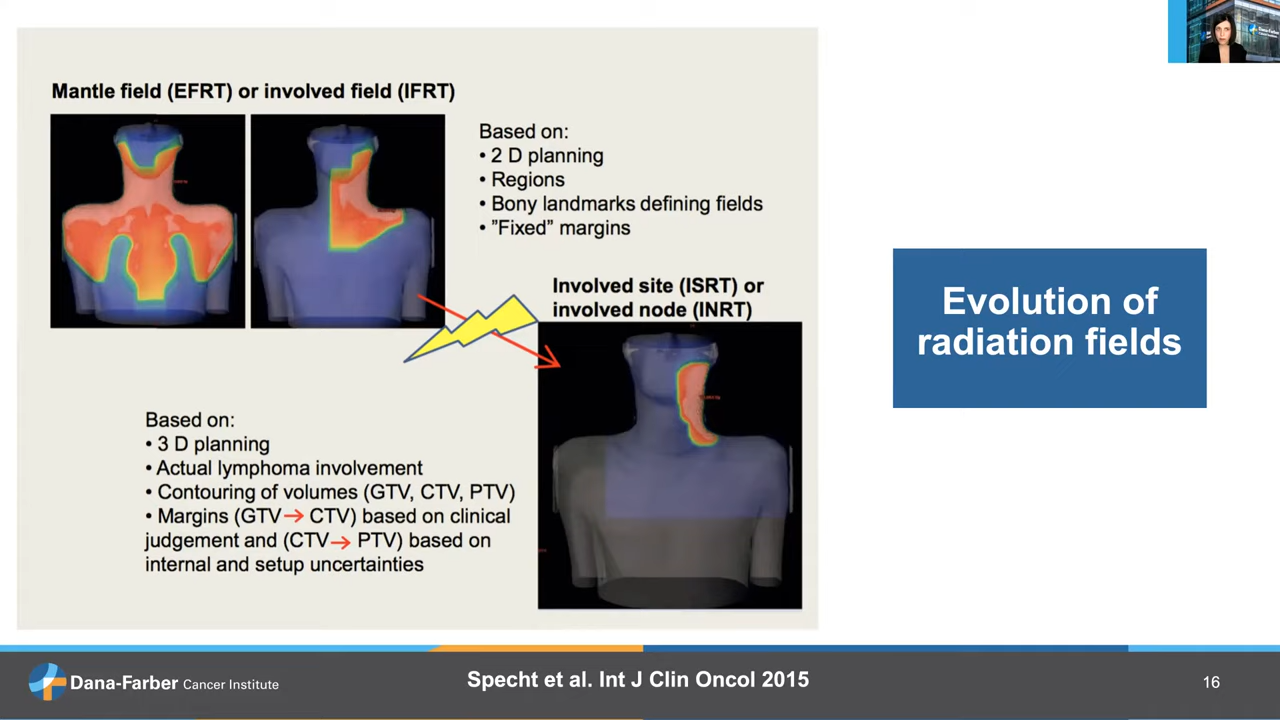 Dana-Farber
Mantle field (EFRT) or involved field (IFRT)
Based on:
• 2 D planning
• Regions
• Bony landmarks defining fields
• ”Fixed” margins
Involved site (ISRT) or
involved node (INRT)
Based on:
• 3 D planning
• Actual lymphoma involvement
• Contouring of volumes (GTV, CTV, PTV)
• Margins (GTV → CTV) based on clinical
judgement and (CTV → PTV) based on
internal and setup uncertainties
Evolution of
radiation fields
Dana-Farber Cancer Institute
Specht et al. Int J Clin Oncol 2015
16